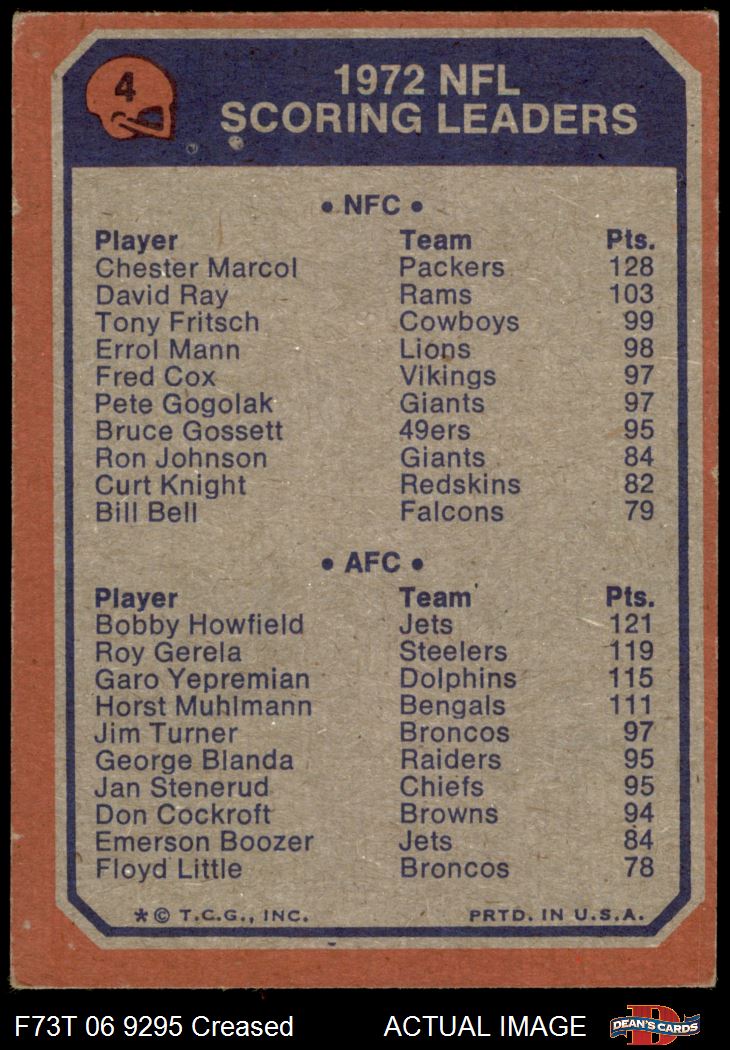 4
1972 NFL
SCORING LEADERS
• NFC •
Player Team Pts.
Chester Marcol Packers 128
David Ray Rams 103
Tony Fritsch Cowboys 99
Errol Mann Lions 98
Fred Cox Vikings 97
Pete Gogolak Giants 97
Bruce Gossett 49ers 95
Ron Johnson Giants 84
Curt Knight Redskins 82
Bill Bell Falcons 79
• AFC •
Player Team Pts.
Bobby Howfield Jets 121
Roy Gerela Steelers 119
Garo Yepremian Dolphins 115
Horst Muhlmann Bengals 111
Jim Turner Broncos 97
George Blanda Raiders 95
Jan Stenerud Chiefs 95
Don Cockroft Browns 94
Emerson Boozer Jets 84
Floyd Little Broncos 78
* © T.C.G., INC. PRTD. IN U.S.A.
F73T 06 9295 Creased ACTUAL IMAGE DEAN'S CARDS